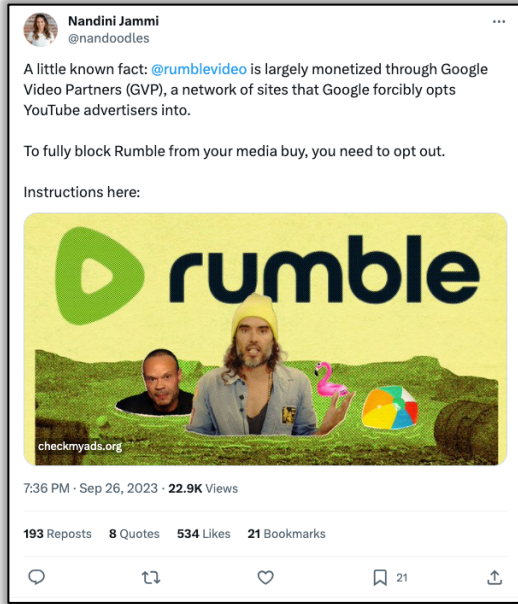 Nandini Jammi
@nandoodles
A little known fact: @rumblevideo is largely monetized through Google
Video Partners (GVP), a network of sites that Google forcibly opts
YouTube advertisers into.
To fully block Rumble from your media buy, you need to opt out.
Instructions here:
rumble
checkmyads.org
7:36 PM · Sep 26, 2023 · 22.9K Views
193 Reposts 8 Quotes 534 Likes 21 Bookmarks
21